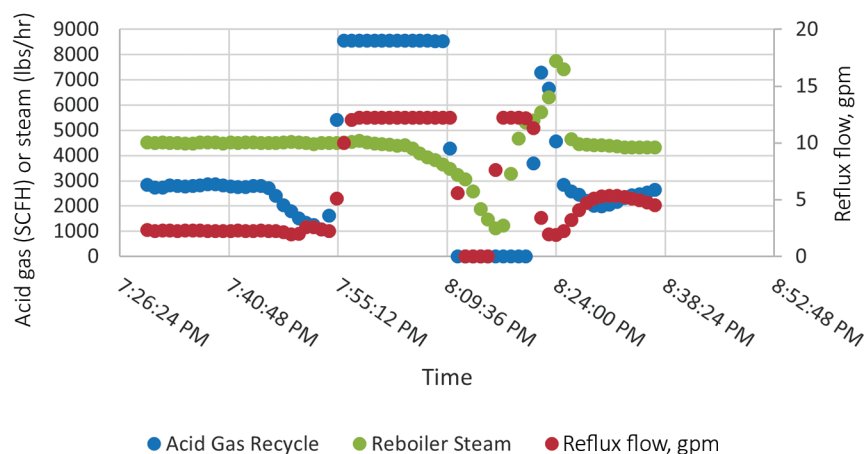 9000
8000
7000
6000
5000
4000
3000
2000
1000
0
Acid gas (SCFH) or steam (lbs/hr)
20
15
10
5
0
Reflux flow, gpm
7:26:24 PM
7:40:48 PM
7:55:12 PM
8:09:36 PM
8:24:00 PM
8:38:24 PM
8:52:48 PM
Time
Acid Gas Recycle
Reboiler Steam
Reflux flow, gpm